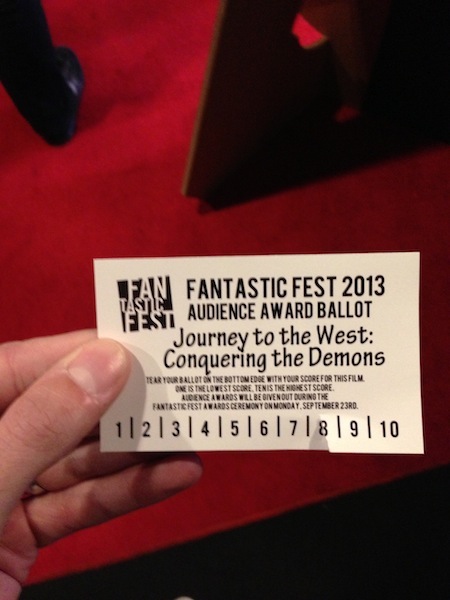 FAN
TASTIC
FEST
FANTASTIC FEST 2013
AUDIENCE AWARD BALLOT
Journey to the West:
Conquering the Demons
TEAR YOUR BALLOT ON THE BOTTOM EDGE WITH YOUR SCORE FOR THIS FILM.
ONE IS THE LOWEST SCORE, TEN IS THE HIGHEST SCORE.
AUDIENCE AWARDS WILL BE GIVEN OUT DURING THE
FANTASTIC FEST AWARDS CEREMONY ON MONDAY, SEPTEMBER 23RD.
1 | 2 | 3 | 4 | 5 | 6 | 7 | 8 | 9 | 10